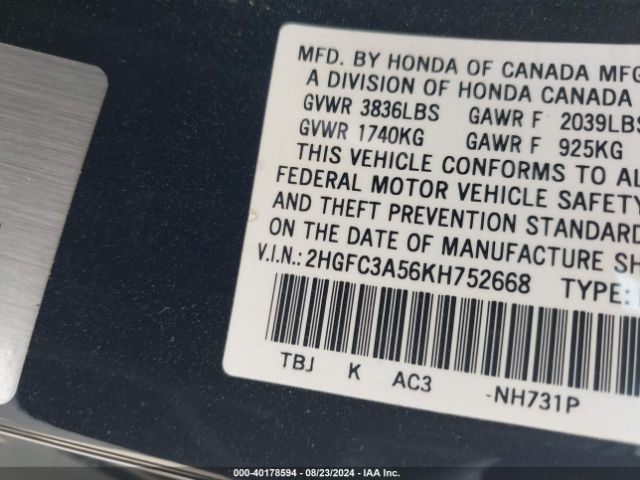 MFD. BY HONDA OF CANADA MFG
A DIVISION OF HONDA CANADA
GVWR 3836LBS GAWR F 2039LBS
GVWR 1740KG GAWR F 925KG
THIS VEHICLE CONFORMS TO AL
FEDERAL MOTOR VEHICLE SAFETY
AND THEFT PREVENTION STANDARD
ON THE DATE OF MANUFACTURE SH
V.I.N.: 2HGFC3A56KH752668 TYPE:
TBJ K AC3 -NH731P
000-40178594 - 08/23/2024 - IAA Inc.